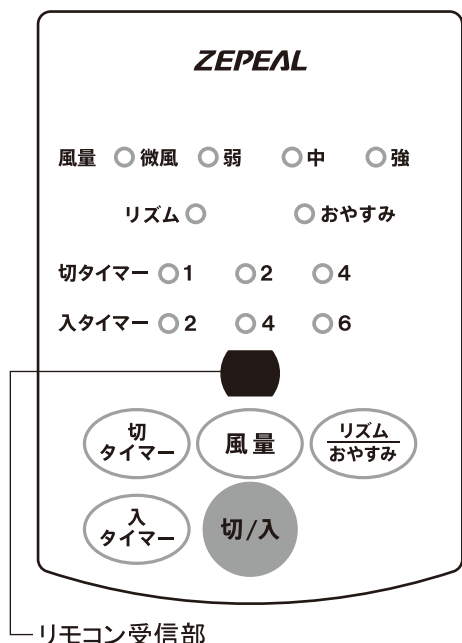 ZEPEAL
風量 微風 弱 中 強
リズム おやすみ
切タイマー 1 2 4
入タイマー 2 4 6
切
タイマー
風量
リズム
おやすみ
入
タイマー
切/入
リモコン受信部